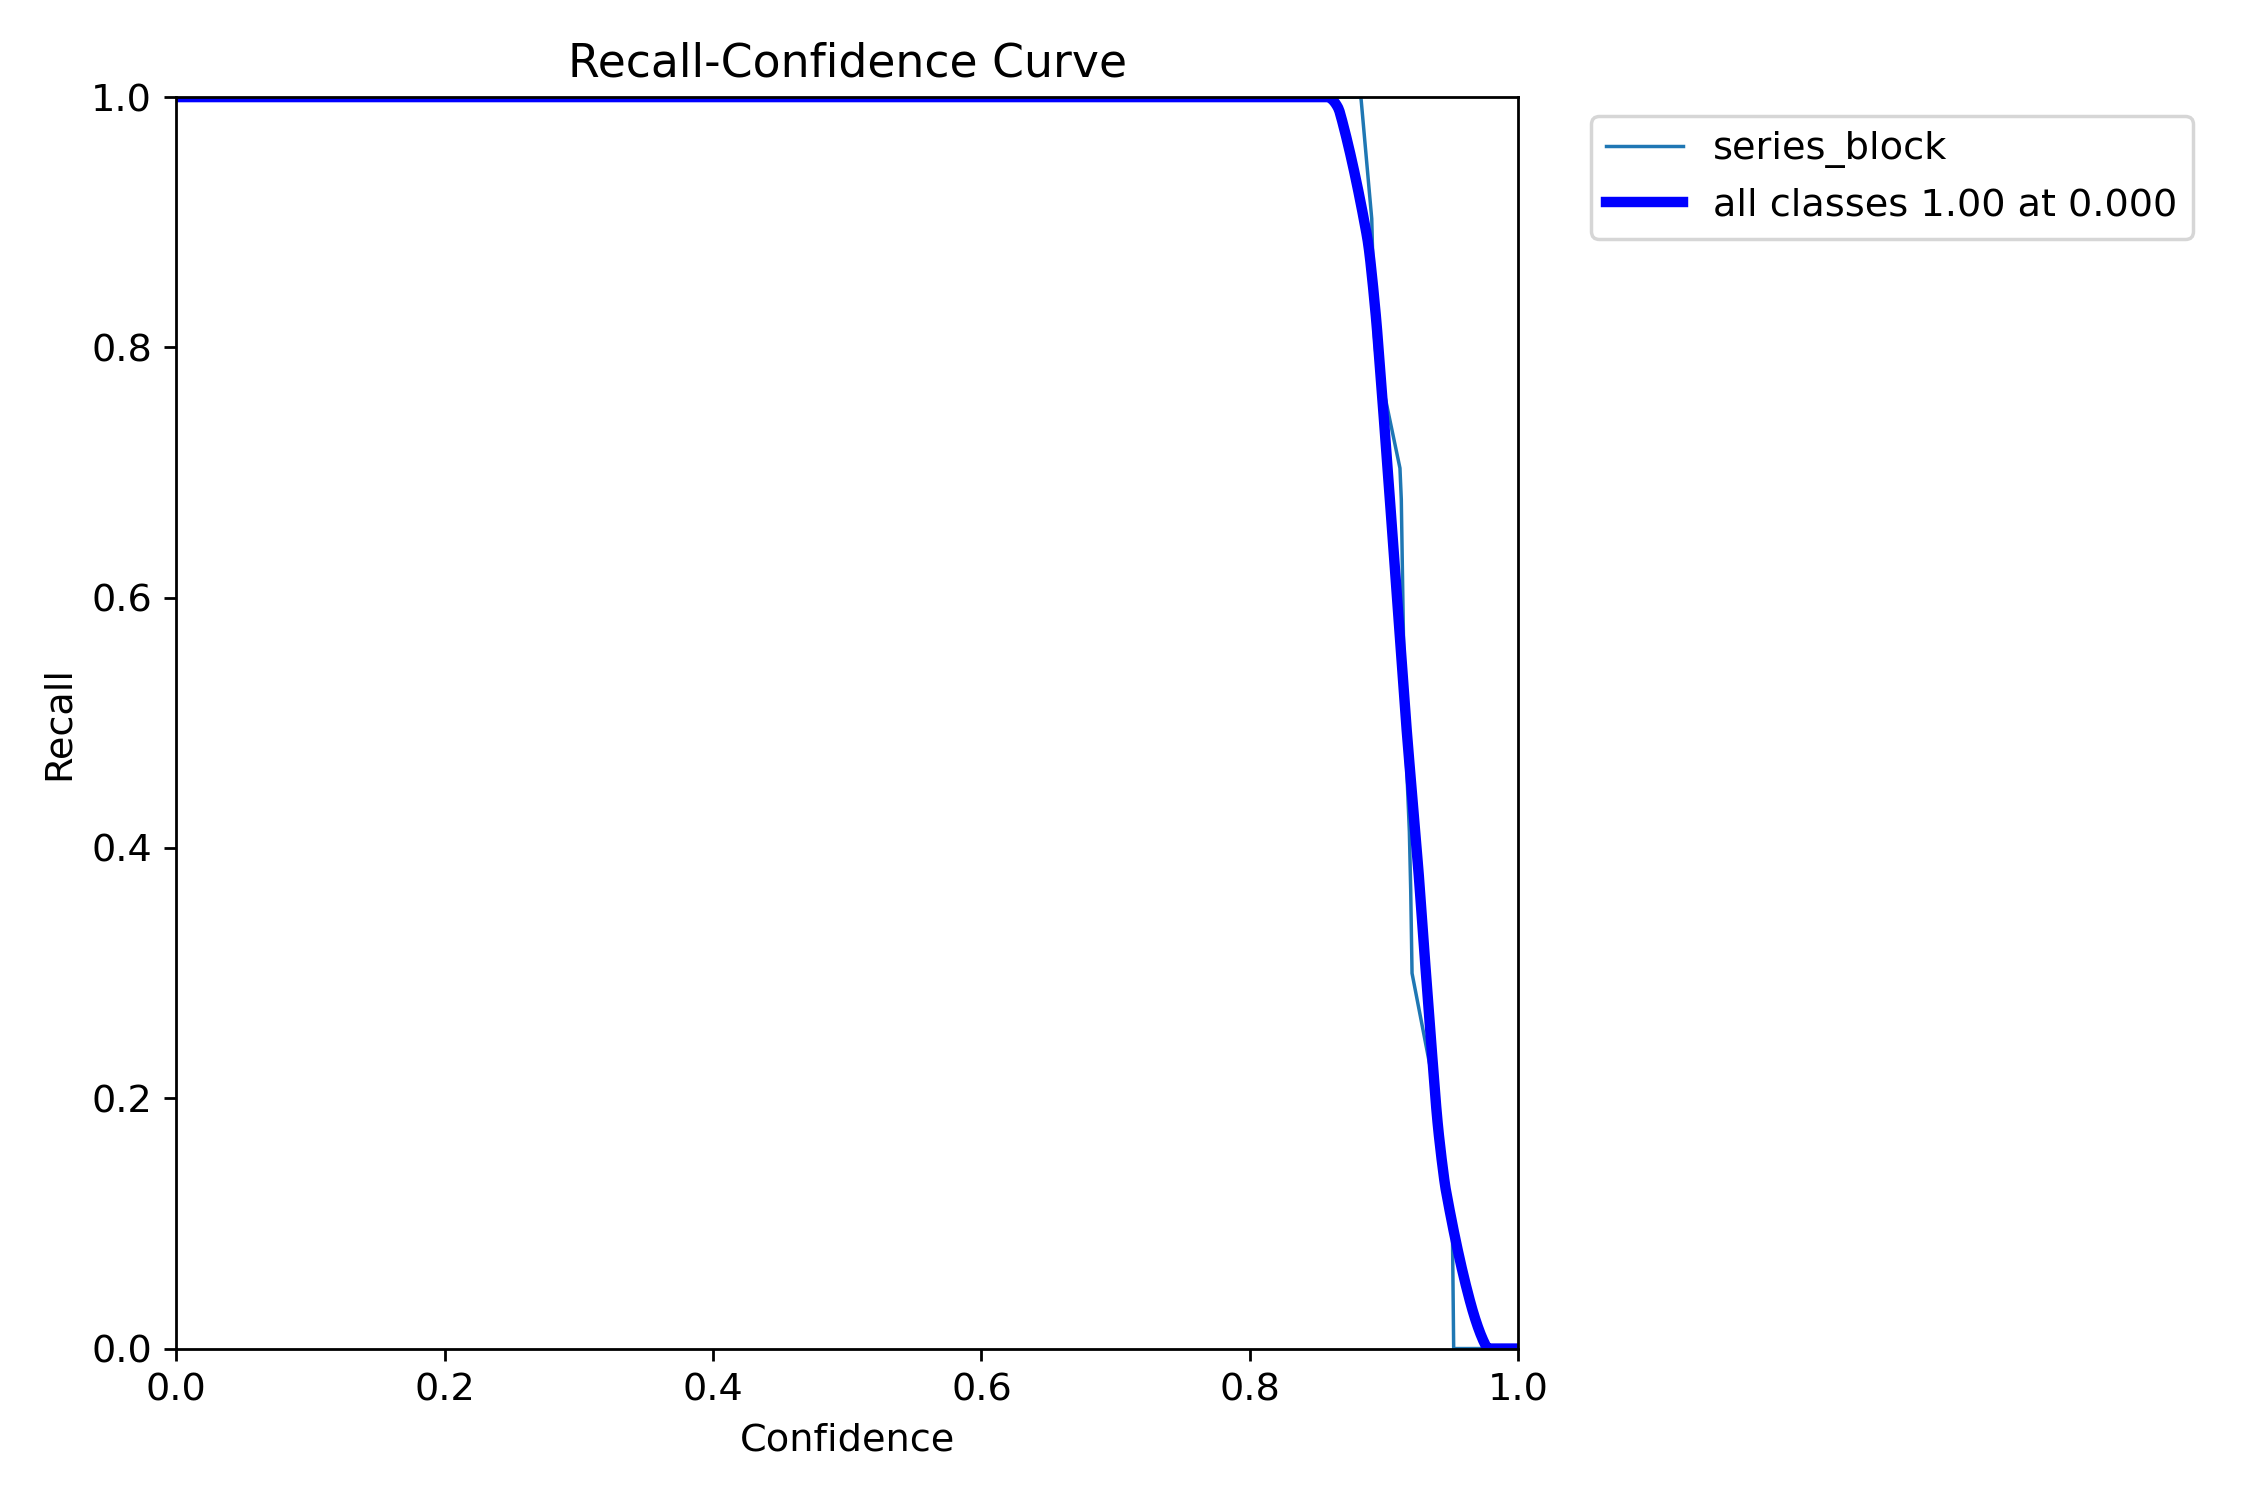 Recall-Confidence Curve
series_block
all classes 1.00 at 0.000
Recall
1.0
0.8
0.6
0.4
0.2
0.0
0.0 0.2 0.4 0.6 0.8 1.0
Confidence